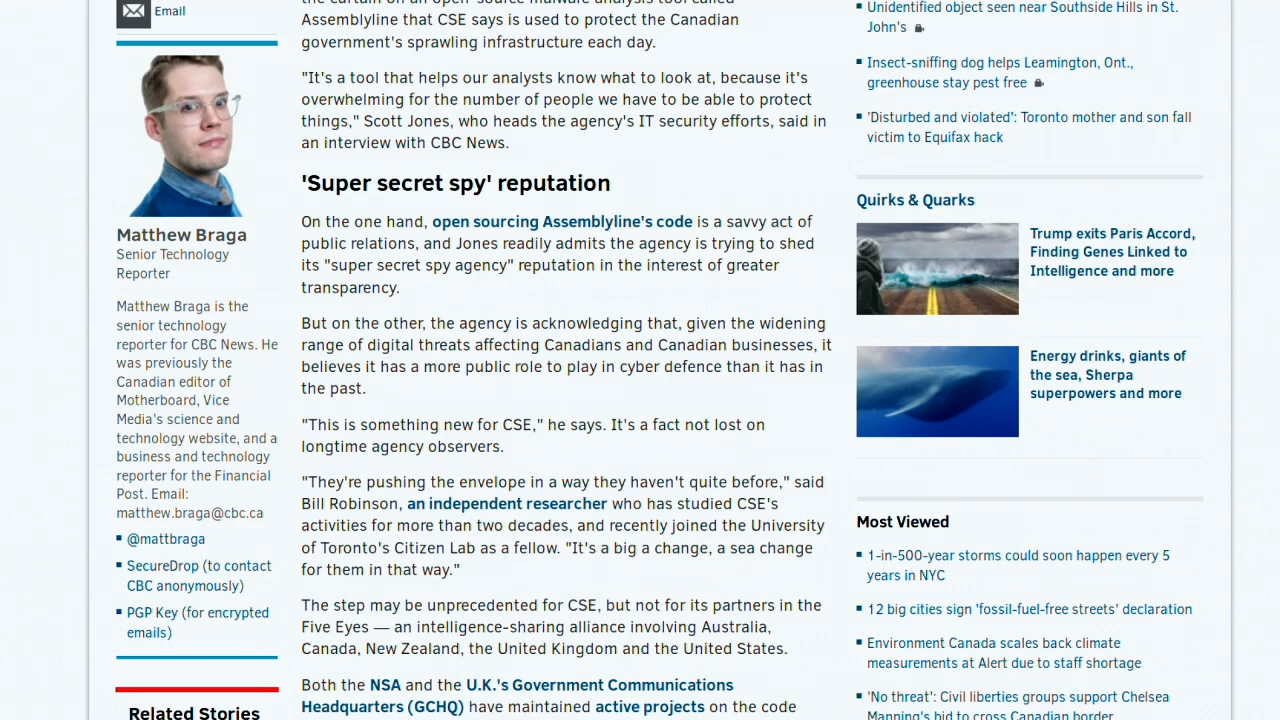 Email
Matthew Braga
Senior Technology
Reporter
Matthew Braga is the
senior technology
reporter for CBC News. He
was previously the
Canadian editor of
Motherboard, Vice
Media's science and
technology website, and a
business and technology
reporter for the Financial
Post. Email:
matthew.braga@cbc.ca
@mattbraga
SecureDrop (to contact
CBC anonymously)
PGP Key (for encrypted
emails)
Related Stories
the curtain on an open-source malware analysis tool called
Assemblyline that CSE says is used to protect the Canadian
government's sprawling infrastructure each day.
"It's a tool that helps our analysts know what to look at, because it's
overwhelming for the number of people we have to be able to protect
things," Scott Jones, who heads the agency's IT security efforts, said in
an interview with CBC News.
'Super secret spy' reputation
On the one hand, open sourcing Assemblyline's code is a savvy act of
public relations, and Jones readily admits the agency is trying to shed
its "super secret spy agency" reputation in the interest of greater
transparency.
But on the other, the agency is acknowledging that, given the widening
range of digital threats affecting Canadians and Canadian businesses, it
believes it has a more public role to play in cyber defence than it has in
the past.
"This is something new for CSE," he says. It's a fact not lost on
longtime agency observers.
"They're pushing the envelope in a way they haven't quite before," said
Bill Robinson, an independent researcher who has studied CSE's
activities for more than two decades, and recently joined the University
of Toronto's Citizen Lab as a fellow. "It's a big a change, a sea change
for them in that way."
The step may be unprecedented for CSE, but not for its partners in the
Five Eyes — an intelligence-sharing alliance involving Australia,
Canada, New Zealand, the United Kingdom and the United States.
Both the NSA and the U.K.'s Government Communications
Headquarters (GCHQ) have maintained active projects on the code
Unidentified object seen near Southside Hills in St.
John's
Insect-sniffing dog helps Leamington, Ont.,
greenhouse stay pest free
'Disturbed and violated': Toronto mother and son fall
victim to Equifax hack
Quirks & Quarks
Trump exits Paris Accord,
Finding Genes Linked to
Intelligence and more
Energy drinks, giants of
the sea, Sherpa
superpowers and more
Most Viewed
1-in-500-year storms could soon happen every 5
years in NYC
12 big cities sign 'fossil-fuel-free streets' declaration
Environment Canada scales back climate
measurements at Alert due to staff shortage
'No threat': Civil liberties groups support Chelsea
Manning's bid to cross Canadian border